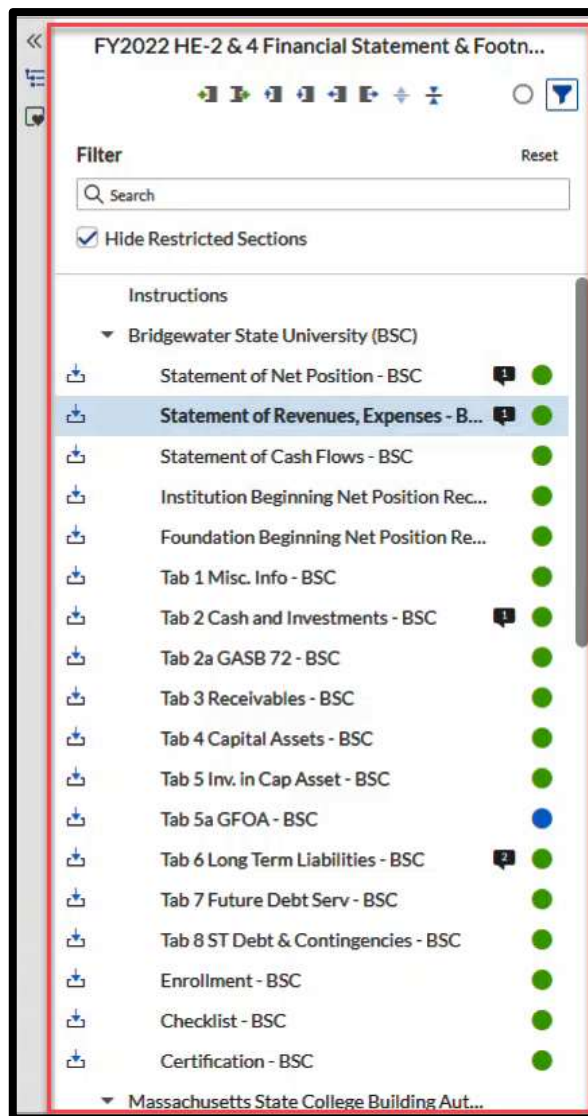 FY2022 HE-2 & 4 Financial Statement & Footn...
Filter Reset
Search
Hide Restricted Sections
Instructions
Bridgewater State University (BSC)
Statement of Net Position - BSC 1
Statement of Revenues, Expenses - B... 1
Statement of Cash Flows - BSC
Institution Beginning Net Position Rec...
Foundation Beginning Net Position Re...
Tab 1 Misc. Info - BSC
Tab 2 Cash and Investments - BSC 1
Tab 2a GASB 72 - BSC
Tab 3 Receivables - BSC
Tab 4 Capital Assets - BSC
Tab 5 Inv. in Cap Asset - BSC
Tab 5a GFOA - BSC
Tab 6 Long Term Liabilities - BSC 2
Tab 7 Future Debt Serv - BSC
Tab 8 ST Debt & Contingencies - BSC
Enrollment - BSC
Checklist - BSC
Certification - BSC
Massachusetts State College Building Aut...